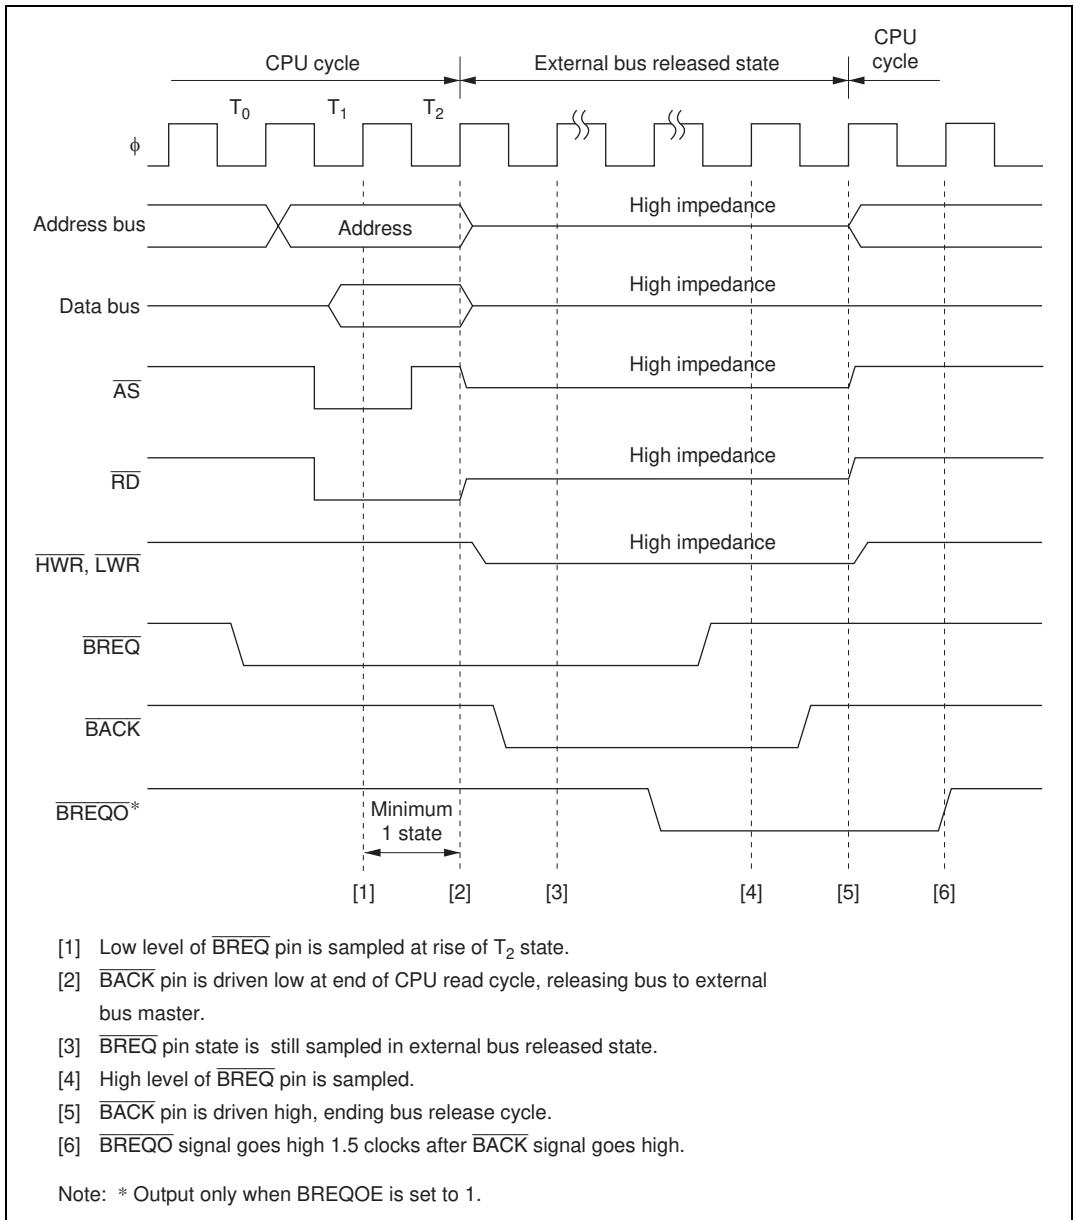 CPU cycle
External bus released state
CPU
cycle
T0
T1
T2
ϕ
Address bus
Address
High impedance
Data bus
High impedance
AS
High impedance
RD
High impedance
HWR, LWR
High impedance
BREQ
BACK
BREQO*
Minimum
1 state
[1]
[2]
[3]
[4]
[5]
[6]
[1] Low level of BREQ pin is sampled at rise of T2 state.
[2] BACK pin is driven low at end of CPU read cycle, releasing bus to external
bus master.
[3] BREQ pin state is still sampled in external bus released state.
[4] High level of BREQ pin is sampled.
[5] BACK pin is driven high, ending bus release cycle.
[6] BREQO signal goes high 1.5 clocks after BACK signal goes high.
Note: * Output only when BREQOE is set to 1.